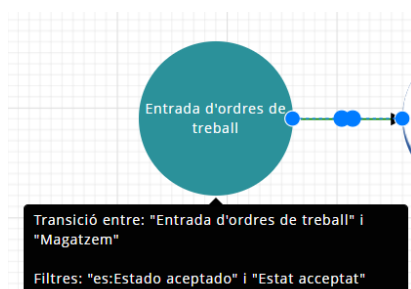 Entrada d'ordres de
treball
Transició entre: "Entrada d'ordres de treball" i
"Magatzem"
Filtres: "es:Estado aceptado" i "Estat acceptat"